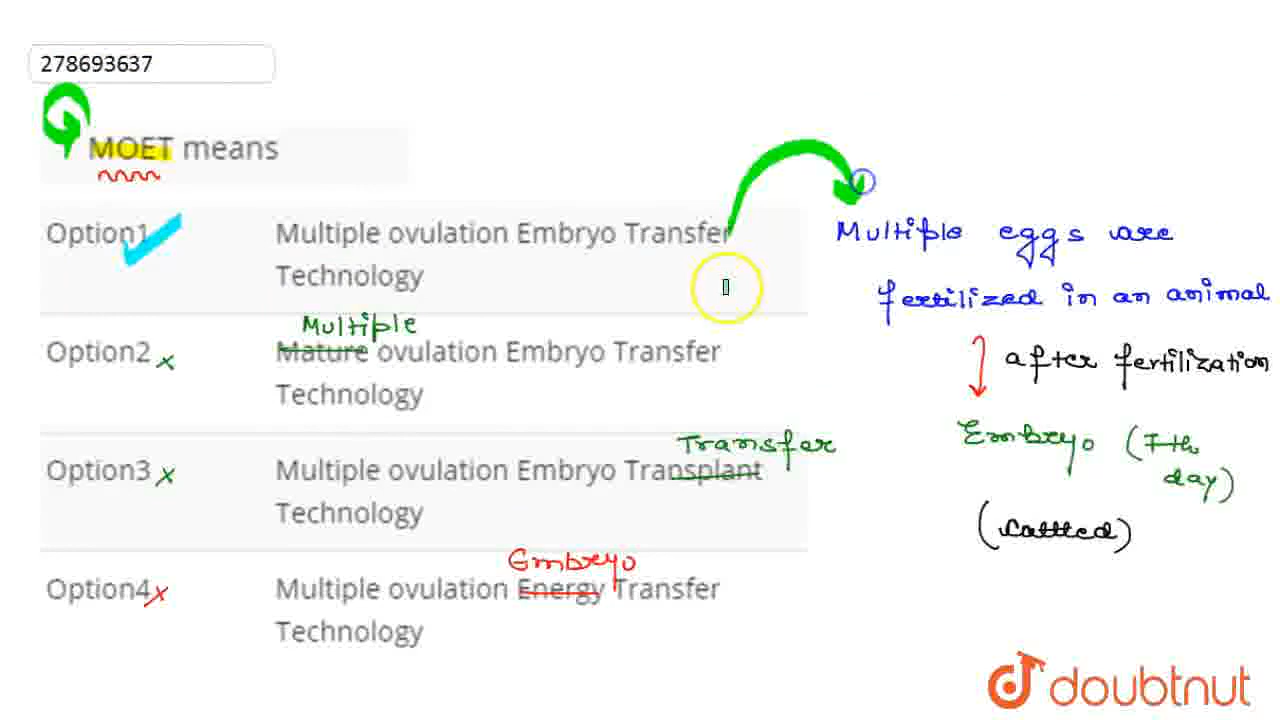 278693637
MOET means
Option1 Multiple ovulation Embryo Transfer
Technology
Multiple
Option2 x Mature ovulation Embryo Transfer
Technology
Transfer
Option3 x Multiple ovulation Embryo Transplant
Technology
Embryo
Option4 x Multiple ovulation Energy Transfer
Technology
Multiple eggs are
fertilized in an animal
after fertilization
Embryo (7th
day)
doubtnut